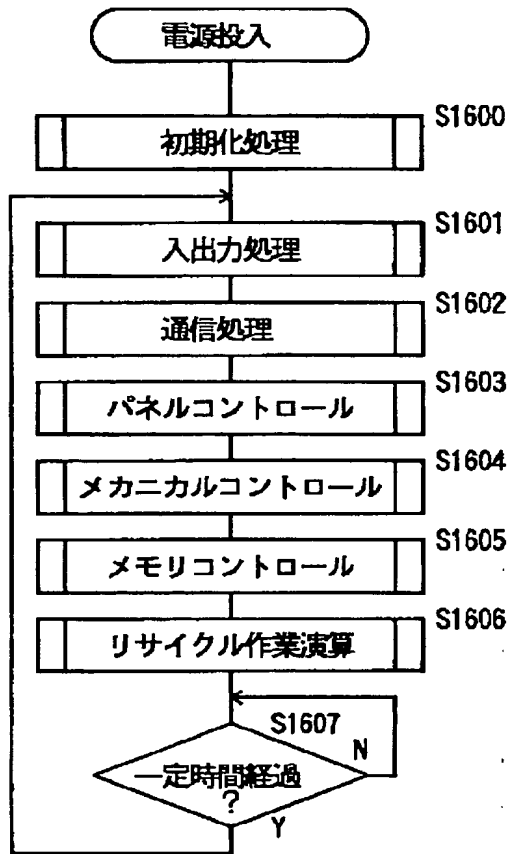 電源投入
S1600
初期化処理
S1601
入出力処理
S1602
通信処理
S1603
パネルコントロール
S1604
メカニカルコントロール
S1605
メモリコントロール
S1606
リサイクル作業演算
S1607
N
一定時間経過
?
Y